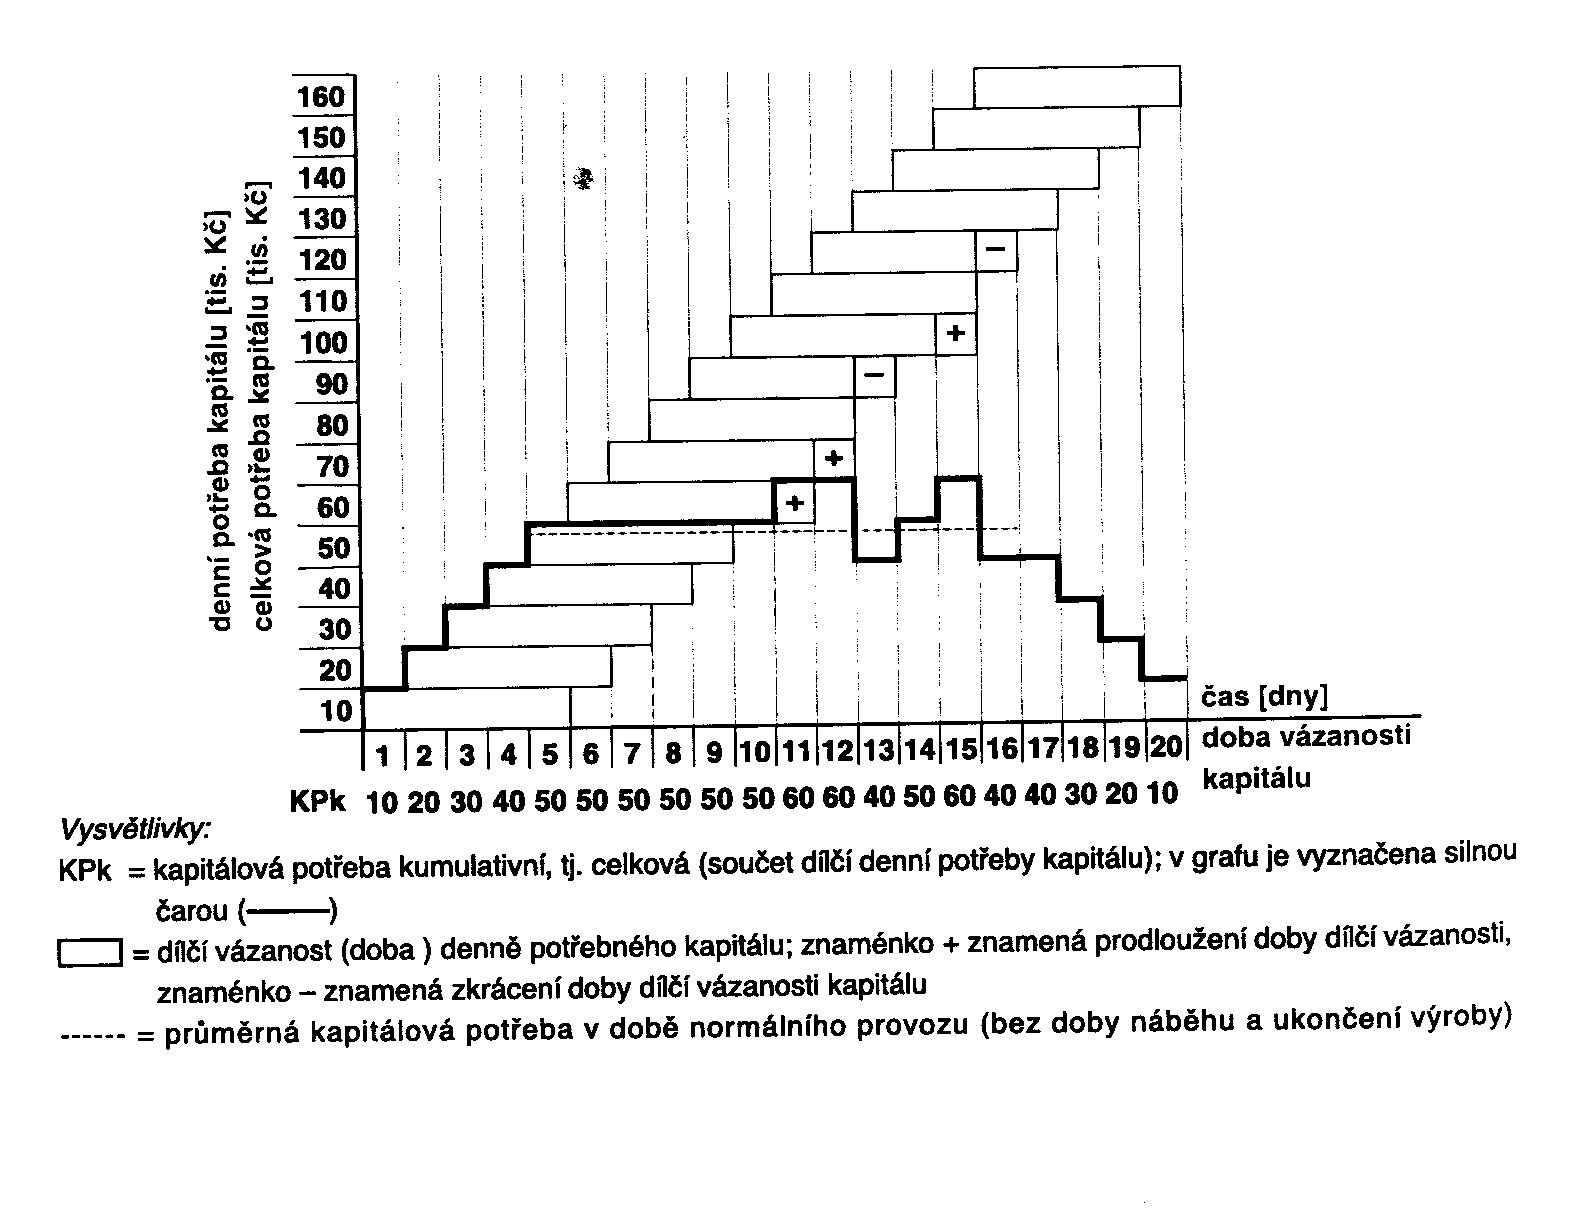 denní potřeba kapitálu [tis. Kč]
celková potřeba kapitálu [tis. Kč]
160
150
140
130
120
110
100
90
80
70
60
50
40
30
20
10
−
+
−
+
+
čas [dny]
1 2 3 4 5 6 7 8 9 10 11 12 13 14 15 16 17 18 19 20 doba vázanosti
kapitálu
KPk 10 20 30 40 50 50 50 50 50 50 60 60 40 50 60 40 40 30 20 10
Vysvětlivky:
KPk = kapitálová potřeba kumulativní, tj. celková (součet dílčí denní potřeby kapitálu); v grafu je vyznačena silnou
čarou (———)
= dílčí vázanost (doba ) denně potřebného kapitálu; znaménko + znamená prodloužení doby dílčí vázanosti,
znaménko – znamená zkrácení doby dílčí vázanosti kapitálu
------ = průměrná kapitálová potřeba v době normálního provozu (bez doby náběhu a ukončení výroby)